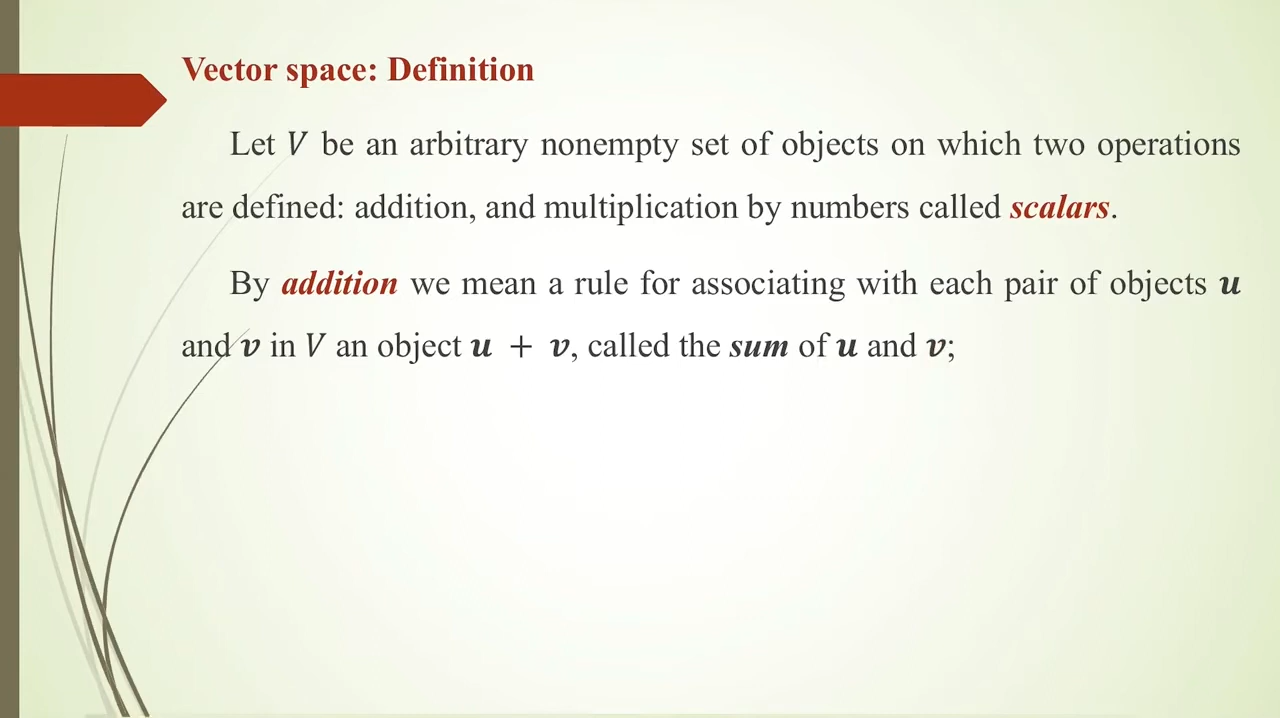 Vector space: Definition
Let V be an arbitrary nonempty set of objects on which two operations
are defined: addition, and multiplication by numbers called scalars.
By addition we mean a rule for associating with each pair of objects u
and v in V an object u + v, called the sum of u and v;